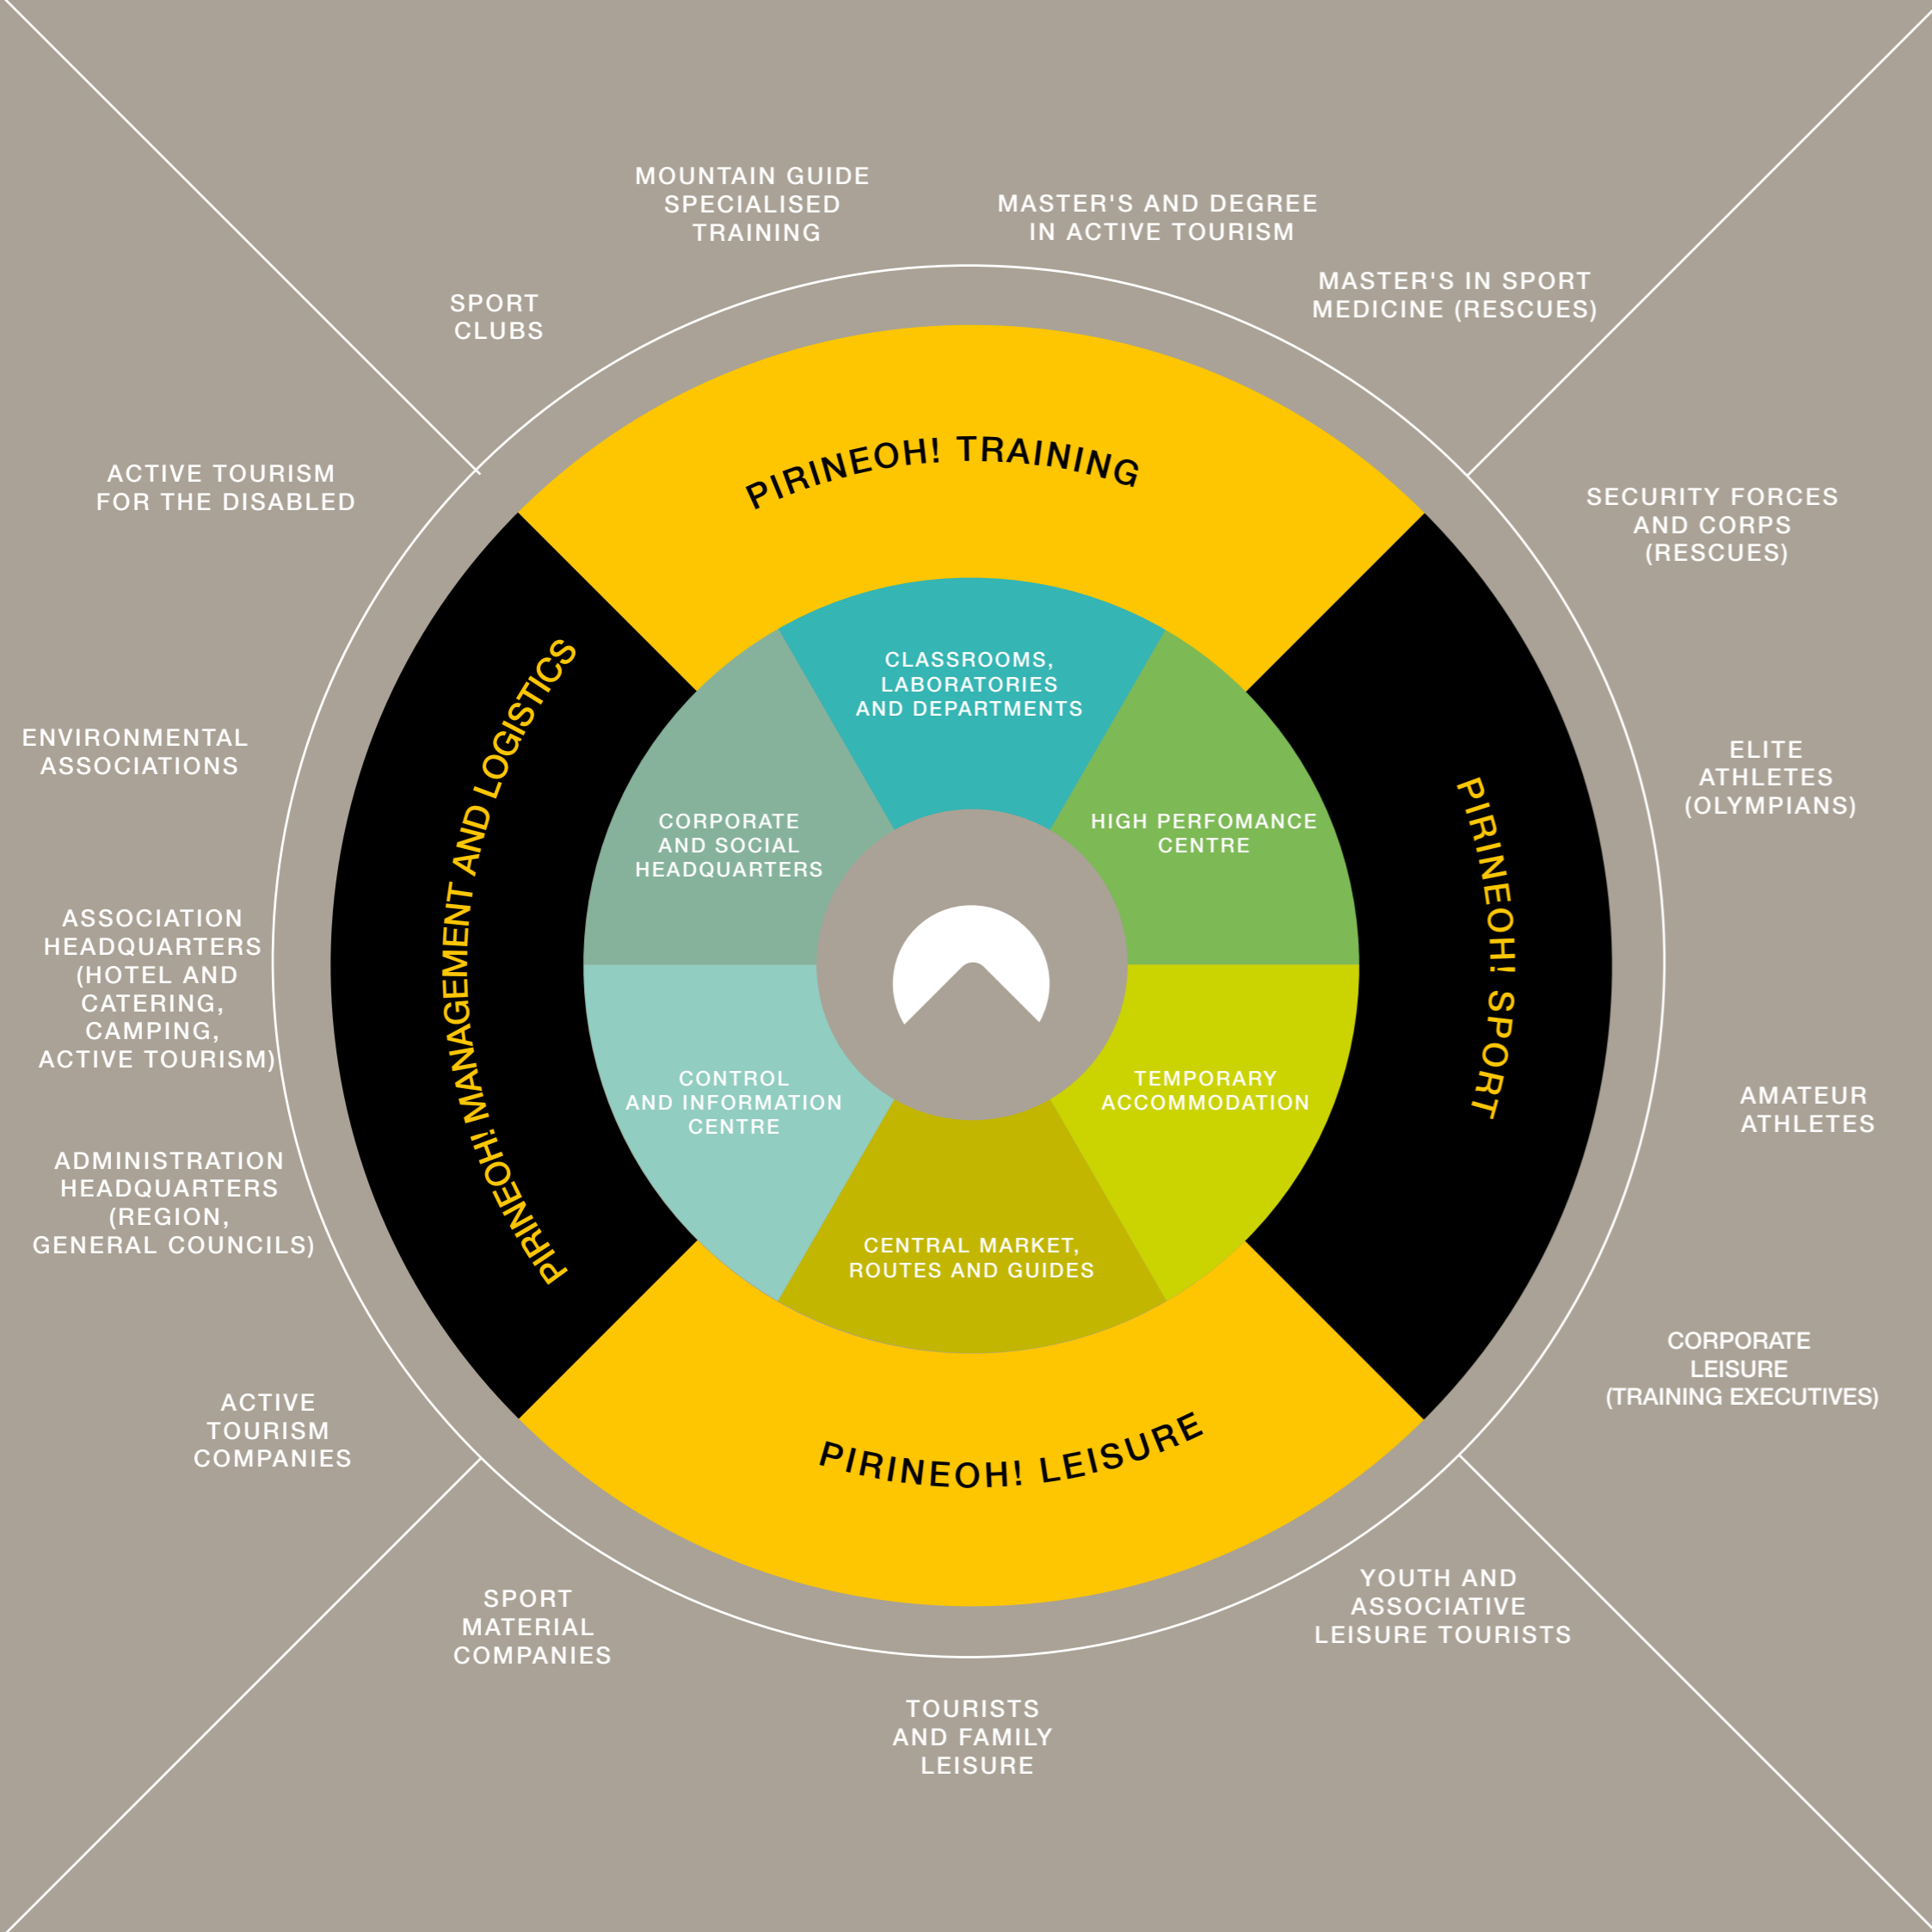 MOUNTAIN GUIDE
SPECIALISED
TRAINING
MASTER'S AND DEGREE
IN ACTIVE TOURISM
MASTER'S IN SPORT
MEDICINE (RESCUES)
SPORT
CLUBS
ACTIVE TOURISM
FOR THE DISABLED
SECURITY FORCES
AND CORPS
(RESCUES)
PIRINEOH! TRAINING
CLASSROOMS,
LABORATORIES
AND DEPARTMENTS
ENVIRONMENTAL
ASSOCIATIONS
ELITE
ATHLETES
(OLYMPIANS)
PIRINEOH! MANAGEMENT AND LOGISTICS
CORPORATE
AND SOCIAL
HEADQUARTERS
HIGH PERFOMANCE
CENTRE
PIRINEOH! SPORT
ASSOCIATION
HEADQUARTERS
(HOTEL AND
CATERING,
CAMPING,
ACTIVE TOURISM)
CONTROL
AND INFORMATION
CENTRE
TEMPORARY
ACCOMMODATION
AMATEUR
ATHLETES
ADMINISTRATION
HEADQUARTERS
(REGION,
GENERAL COUNCILS)
CENTRAL MARKET,
ROUTES AND GUIDES
CORPORATE
LEISURE
(TRAINING EXECUTIVES)
ACTIVE
TOURISM
COMPANIES
PIRINEOH! LEISURE
SPORT
MATERIAL
COMPANIES
YOUTH AND
ASSOCIATIVE
LEISURE TOURISTS
TOURISTS
AND FAMILY
LEISURE